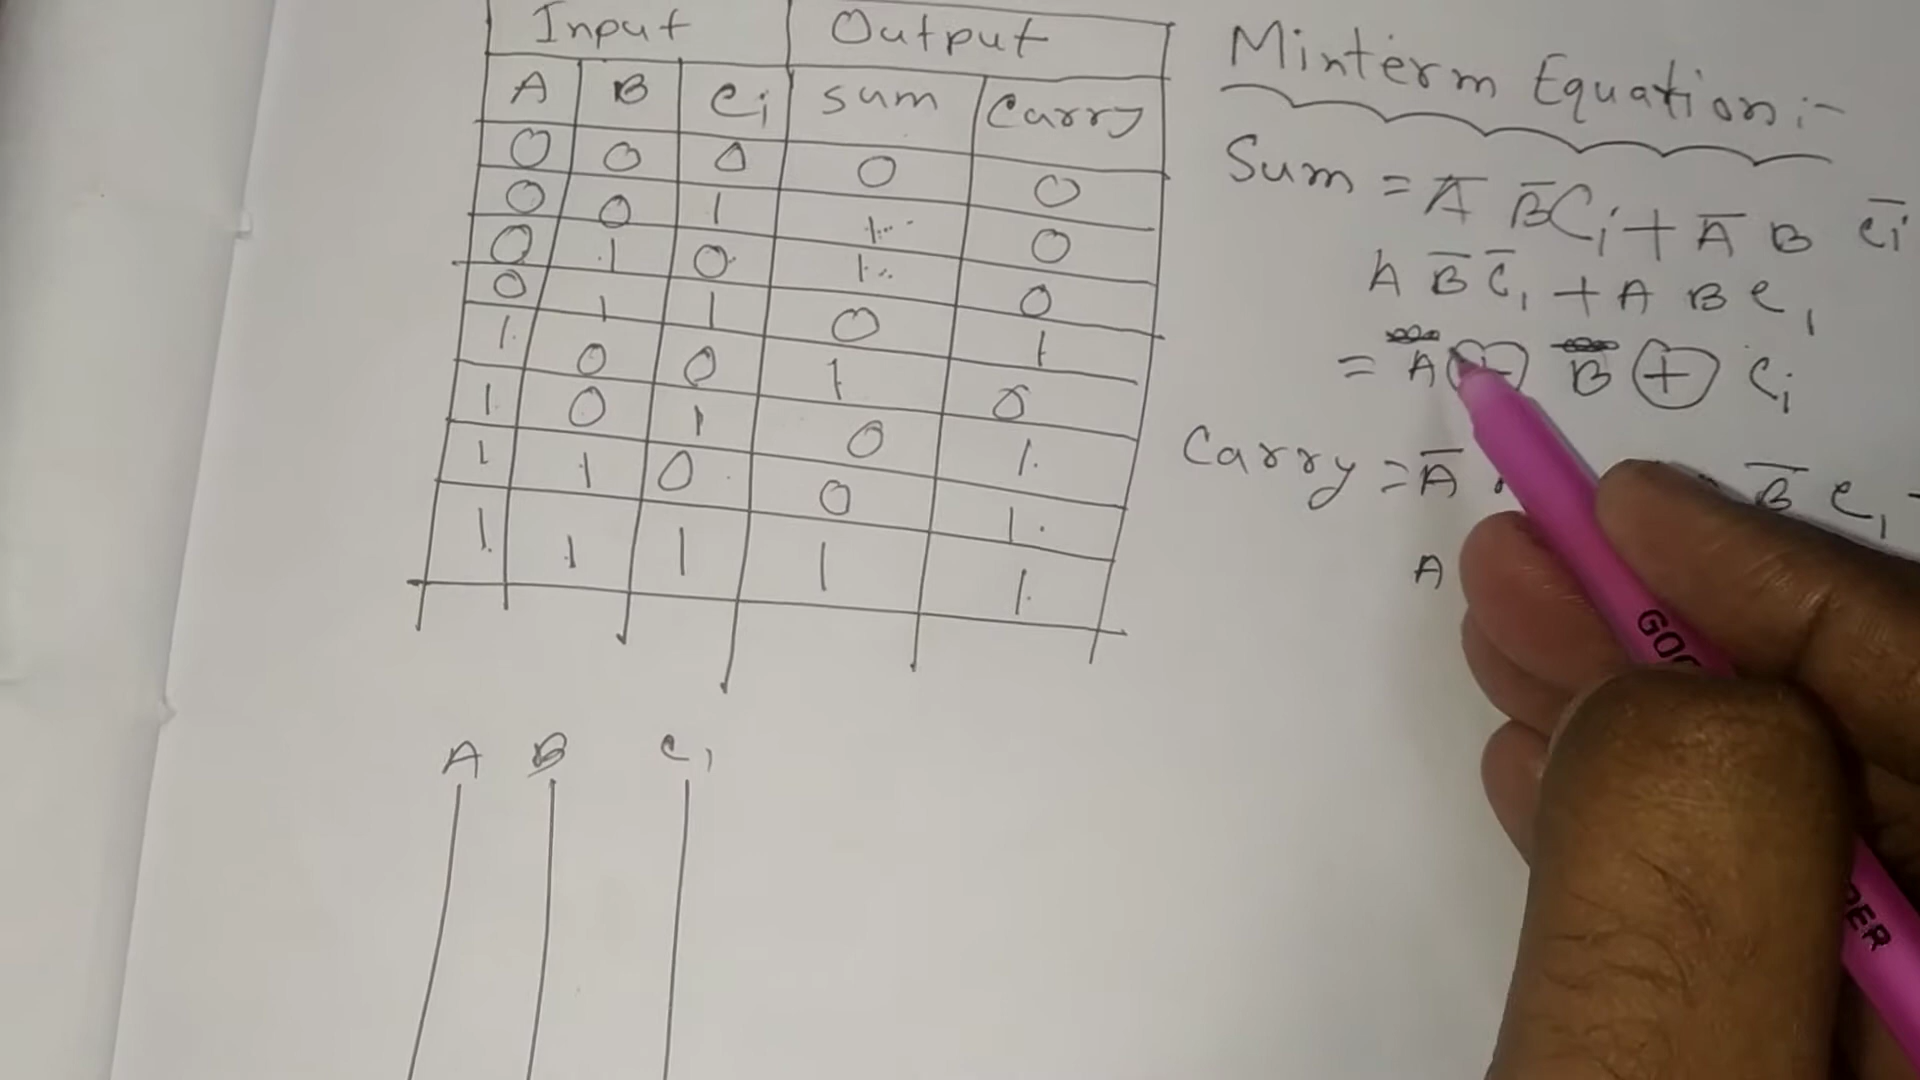 Input Output
A B Ci Sum Carry
0 0 0 0 0
0 0 1 1 0
0 1 0 1 0
0 1 1 0 1
1 0 0 1 0
1 0 1 0 1
1 1 0 0 1
1 1 1 1 1
Minterm Equation:-
Sum = A̅ B̅ Ci + A̅ B C̅i
A B̅ C̅i + A B Ci
= A ⊕ B ⊕ Ci
Carry = A̅ B̅ Ci
A
A B Ci
GOO
DER